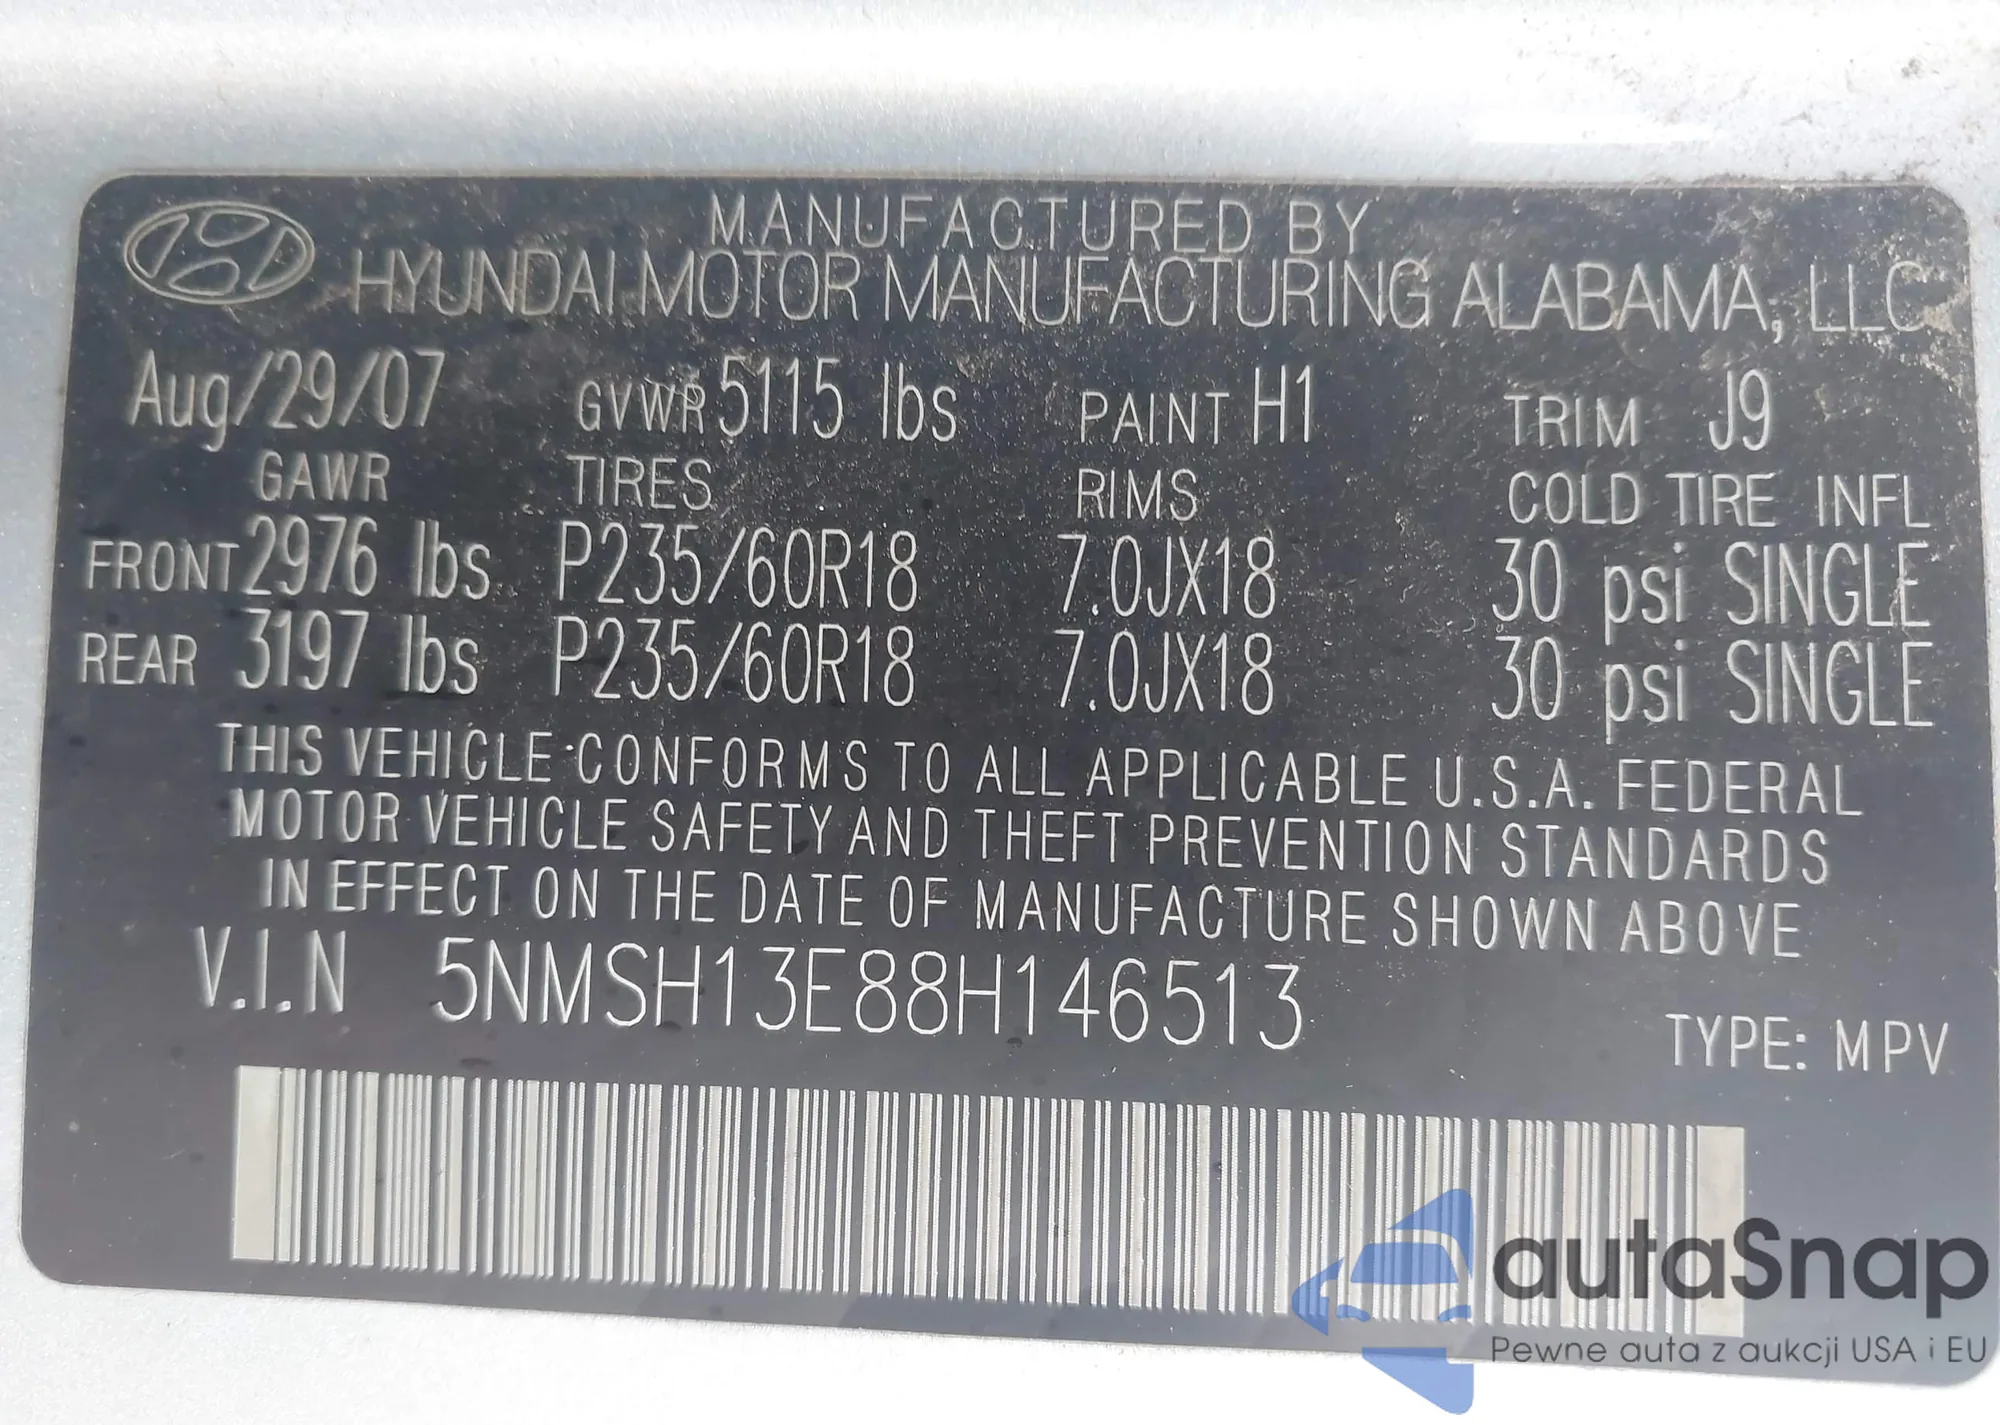 MANUFACTURED BY
HYUNDAI MOTOR MANUFACTURING ALABAMA, LLC
Aug/29/07 GVWR 5115 lbs PAINT H1 TRIM J9
GAWR TIRES RIMS COLD TIRE INFL
FRONT 2976 lbs P235/60R18 7.0JX18 30 psi SINGLE
REAR 3197 lbs P235/60R18 7.0JX18 30 psi SINGLE
THIS VEHICLE CONFORMS TO ALL APPLICABLE U.S.A. FEDERAL
MOTOR VEHICLE SAFETY AND THEFT PREVENTION STANDARDS
IN EFFECT ON THE DATE OF MANUFACTURE SHOWN ABOVE
V.I.N 5NMSH13E88H146513
TYPE: MPV
autaSnap
Pewne auta z aukcji USA i EU